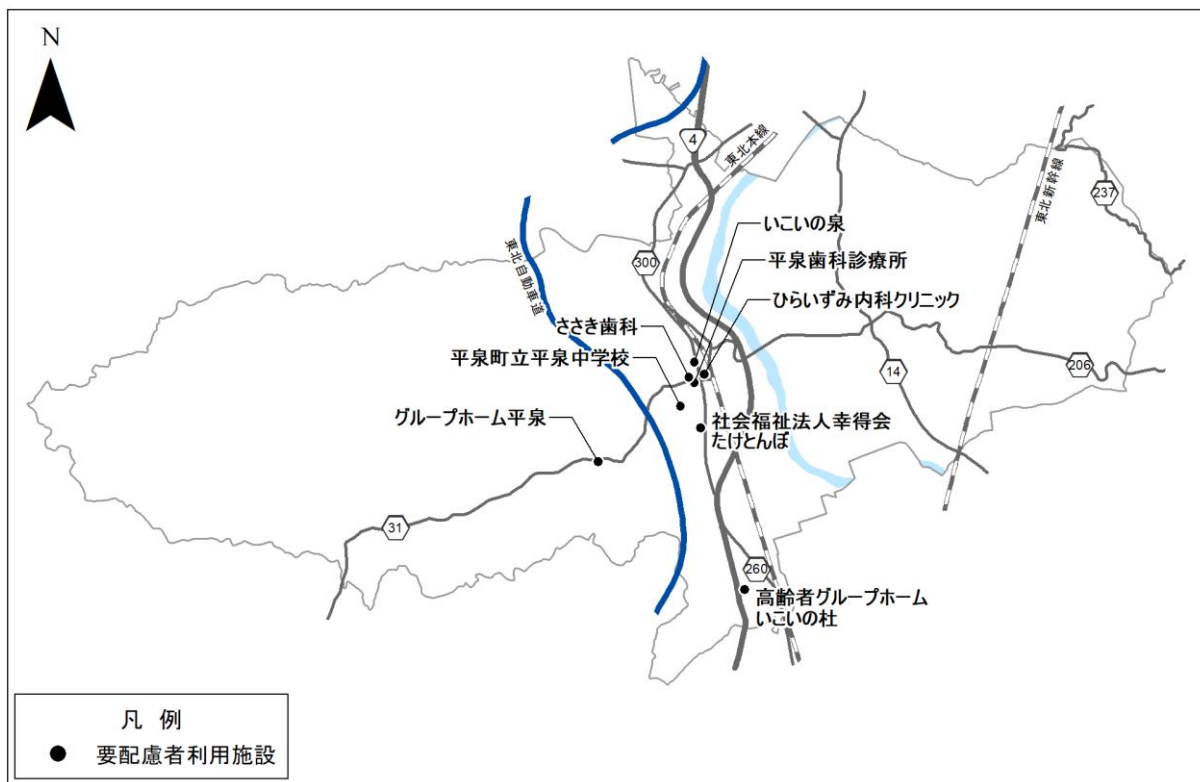 N
4
東北本線
東北新幹線
237
いこいの泉
東北自動車道
300
平泉歯科診療所
ひらいずみ内科クリニック
ささき歯科
平泉町立平泉中学校
14
206
グループホーム平泉
社会福祉法人幸得会
たけとんぼ
31
260
高齢者グループホーム
いこいの杜
凡 例
要配慮者利用施設